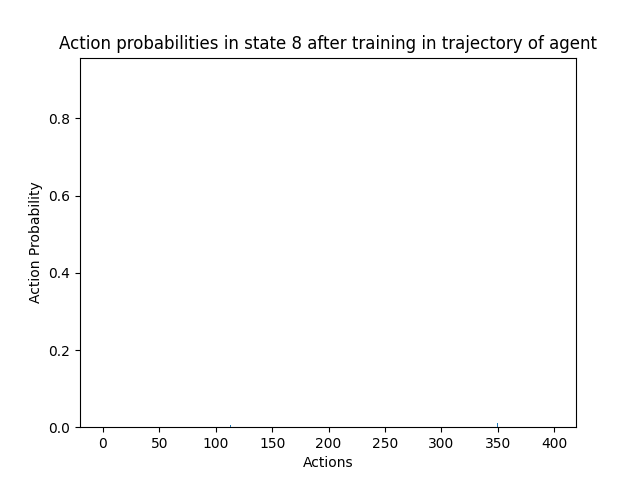 Action probabilities in state 8 after training in trajectory of agent
0.8
0.6
0.4
0.2
0.0
Action Probability
0 50 100 150 200 250 300 350 400
Actions